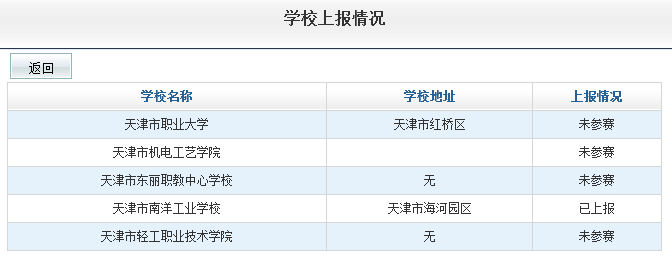 学校上报情况
返回
学校名称 学校地址 上报情况
天津市职业大学 天津市红桥区 未参赛
天津市机电工艺学院 未参赛
天津市东丽职教中心学校 无 未参赛
天津市南洋工业学校 天津市海河园区 已上报
天津市轻工职业技术学院 无 未参赛